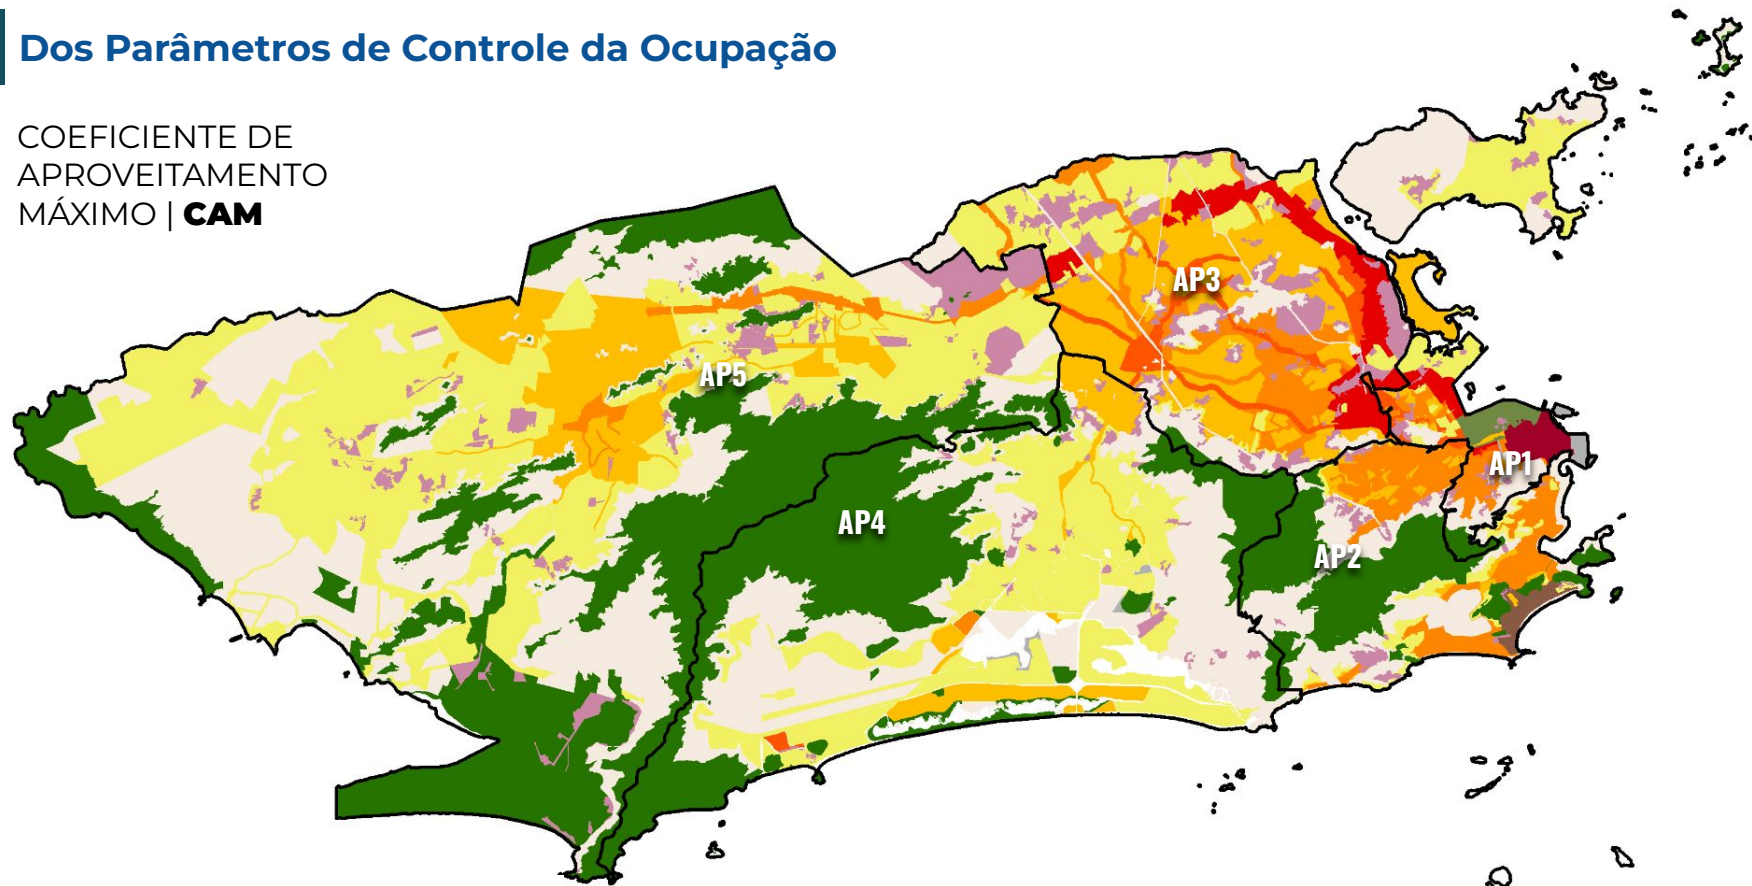 Dos Parâmetros de Controle da Ocupação
COEFICIENTE DE
APROVEITAMENTO
MÁXIMO | CAM
AP3
AP5
AP1
AP4
AP2